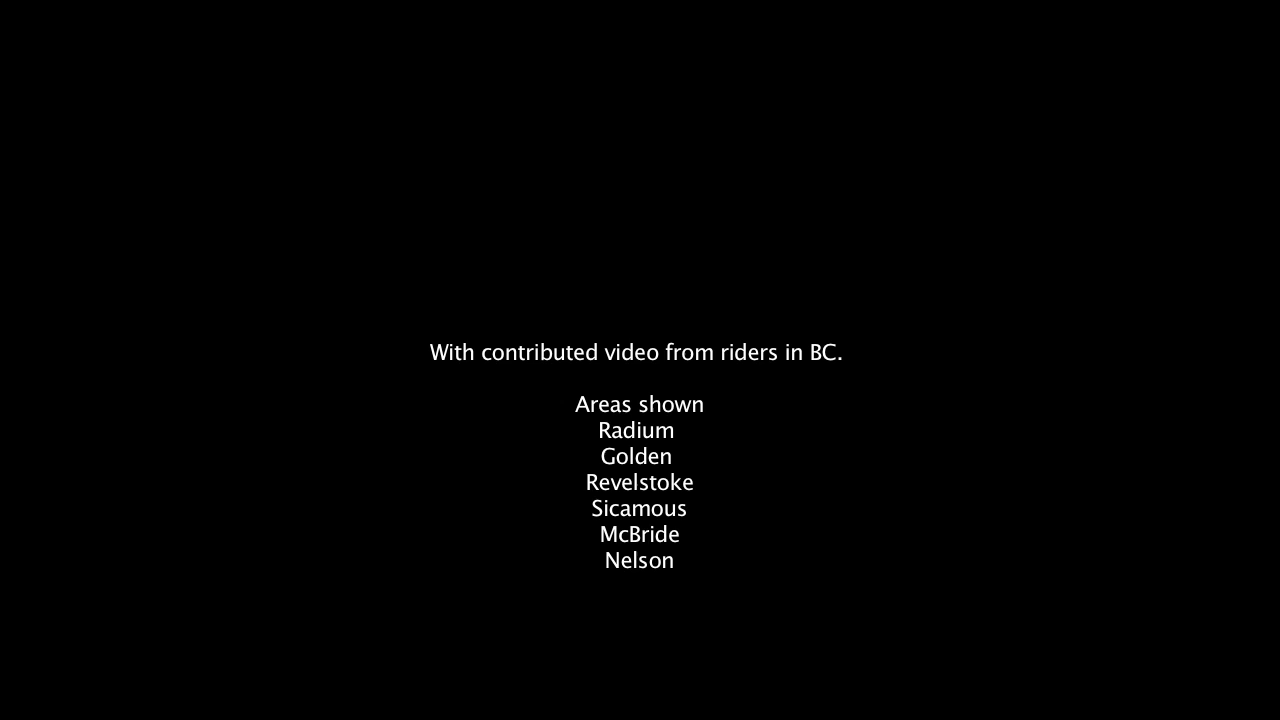 With contributed video from riders in BC.
Areas shown
Radium
Golden
Revelstoke
Sicamous
McBride
Nelson